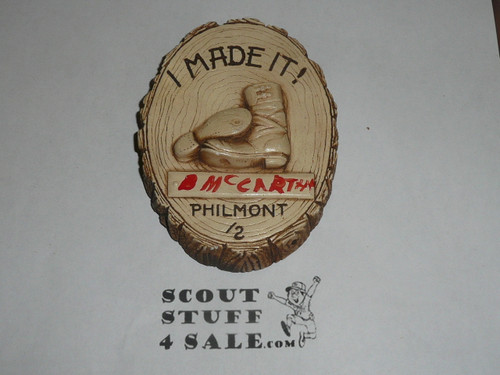 I MADE IT!
B McCARTHY
PHILMONT
/2
SCOUT
STUFF
4 SALE.COM